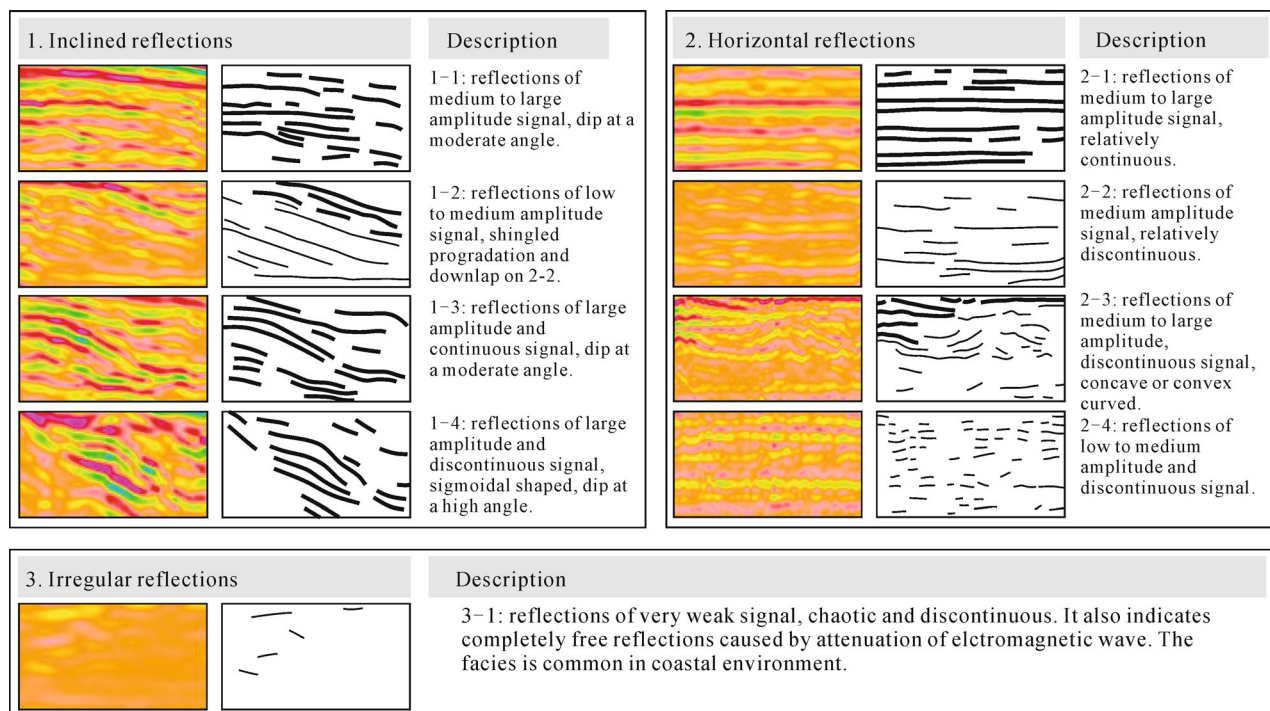 1. Inclined reflections
Description
1-1: reflections of
medium to large
amplitude signal, dip at a
moderate angle.
1-2: reflections of low
to medium amplitude
signal, shingled
progradation and
downlap on 2-2.
1-3: reflections of large
amplitude and
continuous signal, dip at
a moderate angle.
1-4: reflections of large
amplitude and
discontinuous signal,
sigmoidal shaped, dip at
a high angle.
2. Horizontal reflections
Description
2-1: reflections of
medium to large
amplitude signal,
relatively
continuous.
2-2: reflections of
medium amplitude
signal, relatively
discontinuous.
2-3: reflections of
medium to large
amplitude,
discontinuous signal,
concave or convex
curved.
2-4: reflections of
low to medium
amplitude and
discontinuous signal.
3. Irregular reflections
Description
3-1: reflections of very weak signal, chaotic and discontinuous. It also indicates
completely free reflections caused by attenuation of elctromagnetic wave. The
facies is common in coastal environment.